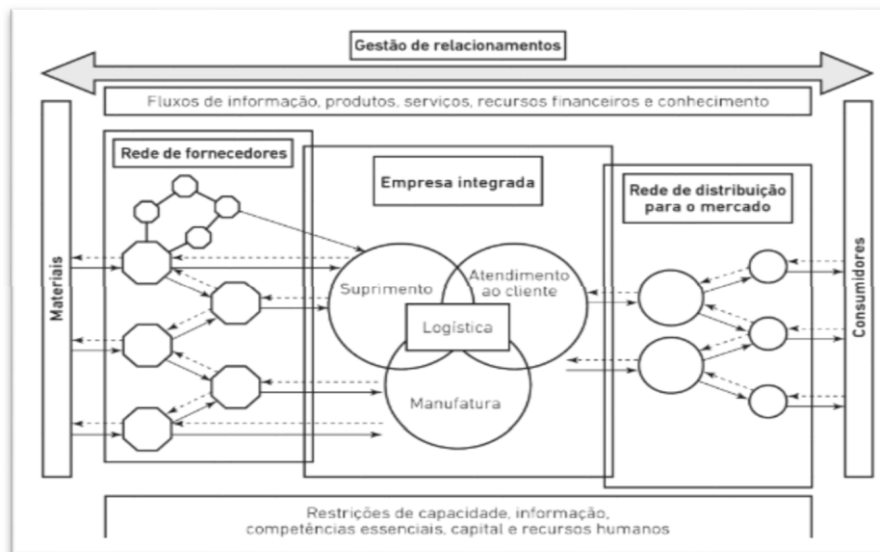 Gestão de relacionamentos
Fluxos de informação, produtos, serviços, recursos financeiros e conhecimento
Rede de fornecedores
Empresa integrada
Rede de distribuição
para o mercado
Materiais
Suprimento
Atendimento
ao cliente
Logística
Manufatura
Consumidores
Restrições de capacidade, informação,
competências essenciais, capital e recursos humanos